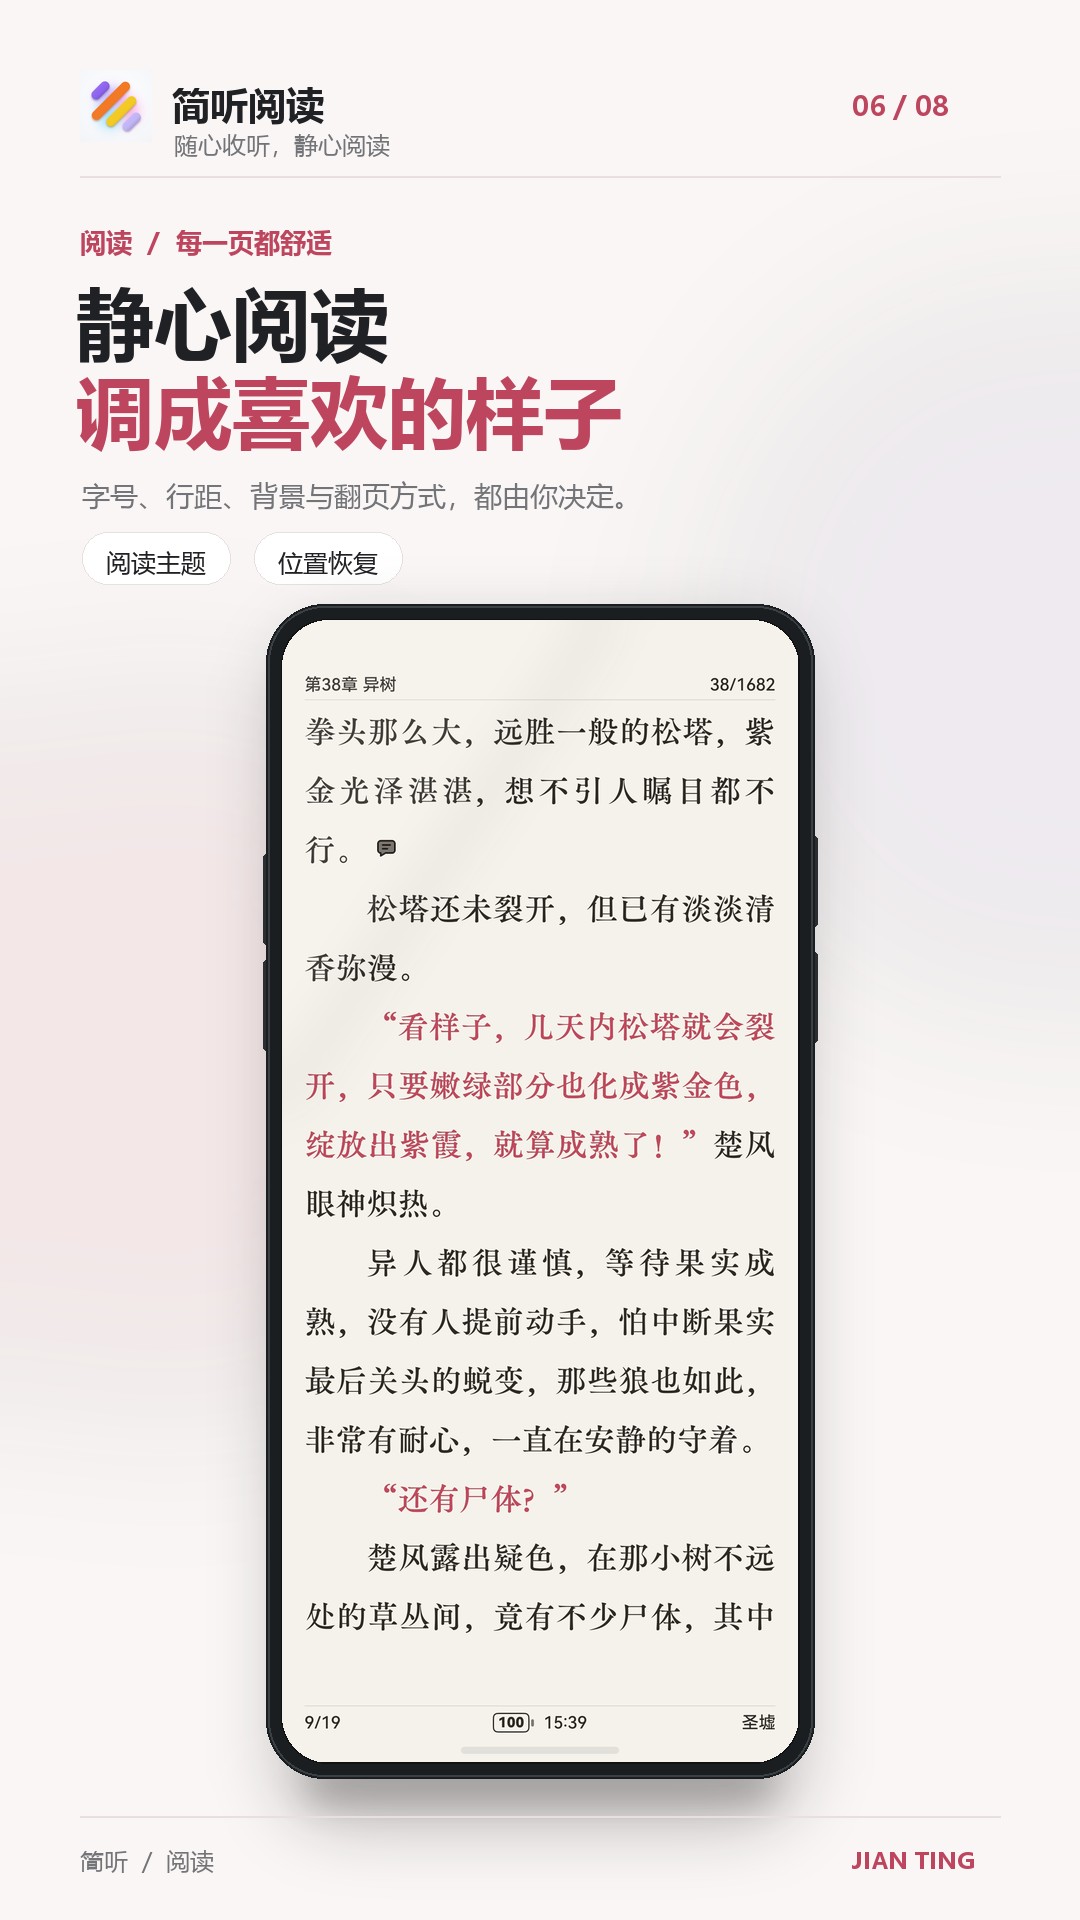 简听阅读
06 / 08
随心收听，静心阅读
阅读 / 每一页都舒适
静心阅读
调成喜欢的样子
字号、行距、背景与翻页方式，都由你决定。
阅读主题 位置恢复
第38章 异树 38/1682
拳头那么大，远胜一般的松塔，紫
金光泽湛湛，想不引人瞩目都不
行。
松塔还未裂开，但已有淡淡清
香弥漫。
“看样子，几天内松塔就会裂
开，只要嫩绿部分也化成紫金色，
绽放出紫霞，就算成熟了！”楚风
眼神炽热。
异人都很谨慎，等待果实成
熟，没有人提前动手，怕中断果实
最后关头的蜕变，那些狼也如此，
非常有耐心，一直在安静的守着。
“还有尸体？”
楚风露出疑色，在那小树不远
处的草丛间，竟有不少尸体，其中
9/19 100 15:39 圣墟
简听 / 阅读 JIAN TING